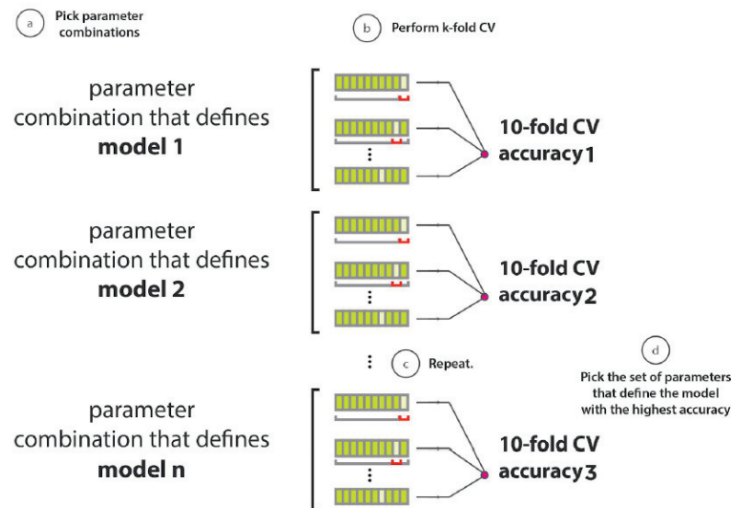 a
Pick parameter
combinations
b
Perform k-fold CV
parameter
combination that defines
model 1
10-fold CV
accuracy1
parameter
combination that defines
model 2
10-fold CV
accuracy2
c
Repeat.
d
Pick the set of parameters
that define the model
with the highest accuracy
parameter
combination that defines
model n
10-fold CV
accuracy3